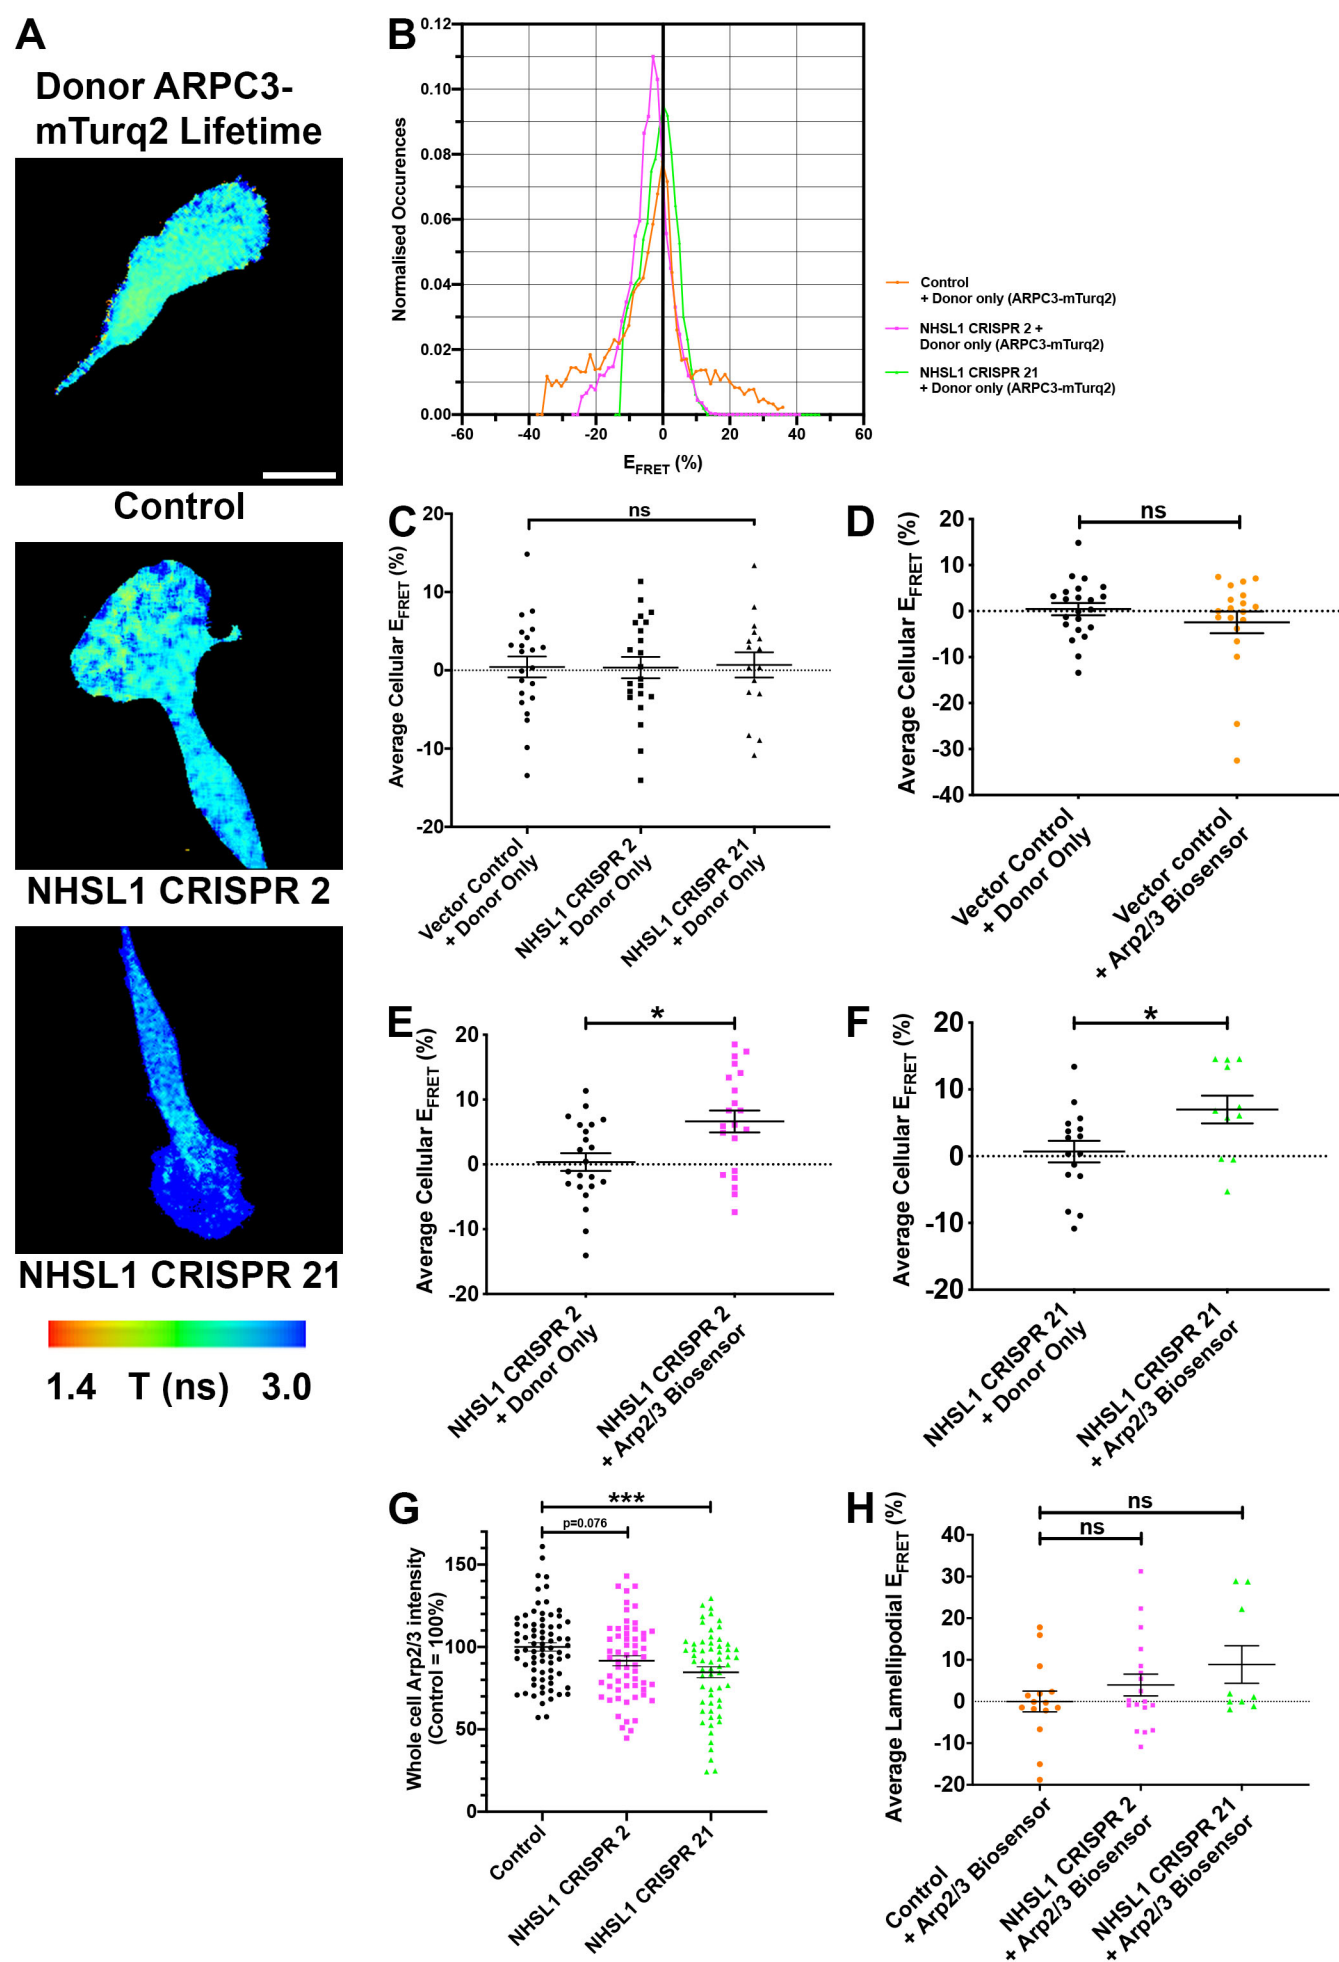 A
Donor ARPC3-
mTurq2 Lifetime
Control
NHSL1 CRISPR 2
NHSL1 CRISPR 21
1.4 T (ns) 3.0
B
Normalised Occurences
0.12
0.10
0.08
0.06
0.04
0.02
0.00
-60 -40 -20 0 20 40 60
EFRET (%)
Control
+ Donor only (ARPC3-mTurq2)
NHSL1 CRISPR 2 +
Donor only (ARPC3-mTurq2)
NHSL1 CRISPR 21
+ Donor only (ARPC3-mTurq2)
C
Average Cellular EFRET (%)
20
10
0
-10
-20
ns
Vector Control
+ Donor Only
NHSL1 CRISPR 2
+ Donor Only
NHSL1 CRISPR 21
+ Donor Only
D
Average Cellular EFRET (%)
20
10
0
-10
-20
-30
-40
ns
Vector Control
+ Donor Only
Vector control
+ Arp2/3 Biosensor
E
Average Cellular EFRET (%)
20
10
0
-10
-20
*
NHSL1 CRISPR 2
+ Donor Only
NHSL1 CRISPR 2
+ Arp2/3 Biosensor
F
Average Cellular EFRET (%)
20
10
0
-10
-20
*
NHSL1 CRISPR 21
+ Donor Only
NHSL1 CRISPR 21
+ Arp2/3 Biosensor
G
Whole cell Arp2/3 intensity
(Control = 100%)
150
100
50
0
***
p=0.076
Control
NHSL1 CRISPR 2
NHSL1 CRISPR 21
H
Average Lamellipodial EFRET (%)
40
30
20
10
0
-10
-20
ns
ns
Control
+ Arp2/3 Biosensor
NHSL1 CRISPR 2
+ Arp2/3 Biosensor
NHSL1 CRISPR 21
+ Arp2/3 Biosensor